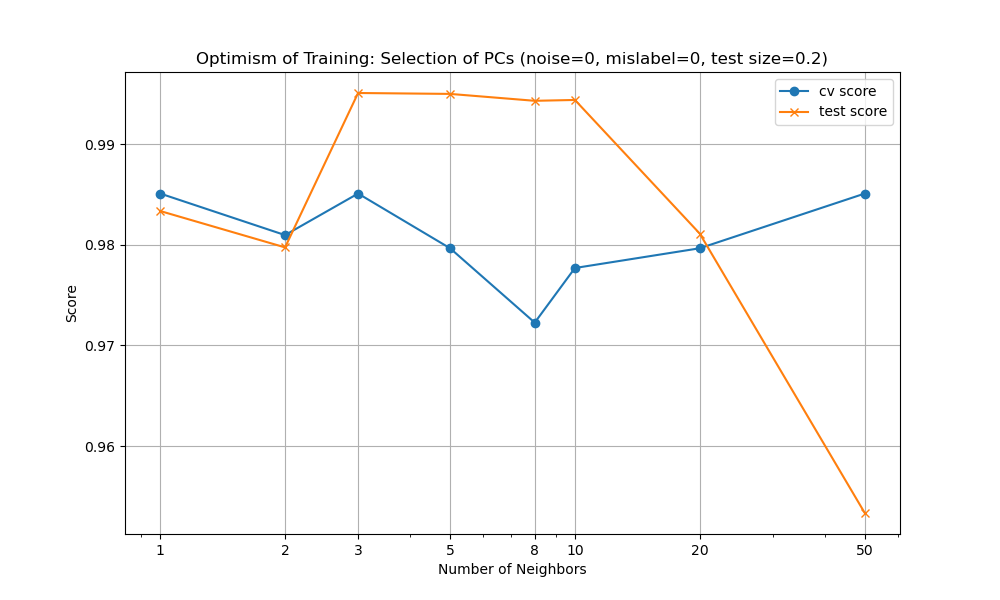 Optimism of Training: Selection of PCs (noise=0, mislabel=0, test size=0.2)
cv score
test score
0.99
0.98
0.97
0.96
Score
1 2 3 5 8 10 20 50
Number of Neighbors